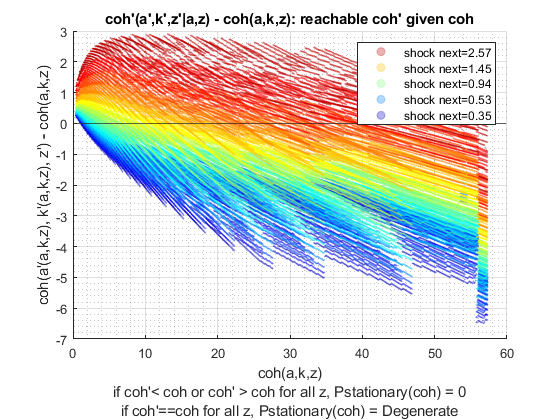 coh'(a',k',z'|a,z) - coh(a,k,z): reachable coh' given coh
coh(a'(a,k,z), k'(a,k,z), z') - coh(a,k,z)
3
2
1
0
-1
-2
-3
-4
-5
-6
-7
shock next=2.57
shock next=1.45
shock next=0.94
shock next=0.53
shock next=0.35
0 10 20 30 40 50 60
coh(a,k,z)
if coh'< coh or coh' > coh for all z, Pstationary(coh) = 0
if coh'==coh for all z, Pstationary(coh) = Degenerate